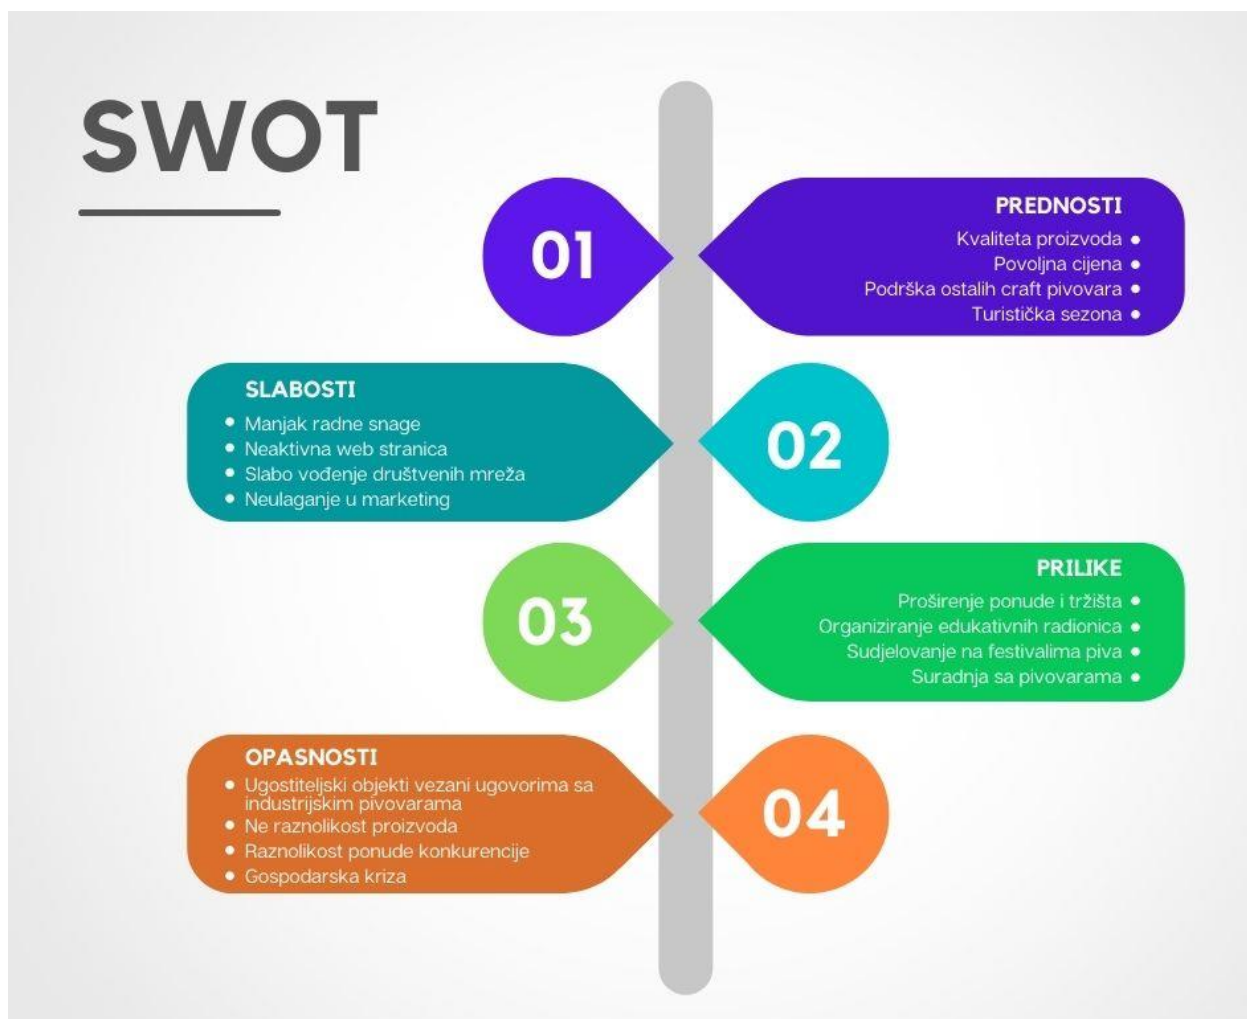 SWOT
01
PREDNOSTI
Kvaliteta proizvoda
Povoljna cijena
Podrška ostalih craft pivovara
Turistička sezona
SLABOSTI
Manjak radne snage
Neaktivna web stranica
Slabo vođenje društvenih mreža
Neulaganje u marketing
02
03
PRILIKE
Proširenje ponude i tržišta
Organiziranje edukativnih radionica
Sudjelovanje na festivalima piva
Suradnja sa pivovarama
OPASNOSTI
Ugostiteljski objekti vezani ugovorima sa
industrijskim pivovarama
Ne raznolikost proizvoda
Raznolikost ponude konkurencije
Gospodarska kriza
04